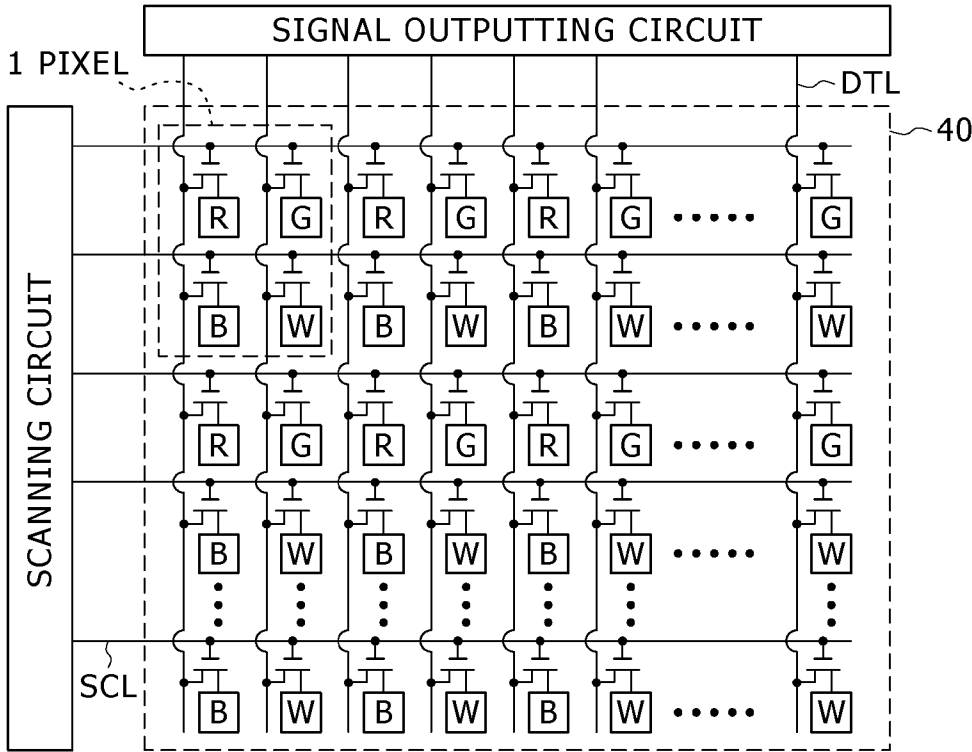 SIGNAL OUTPUTTING CIRCUIT
1 PIXEL
DTL
40
R G R G R G G
B W B W B W W
SCANNING CIRCUIT
R G R G R G G
B W B W B W W
SCL
B W B W B W W